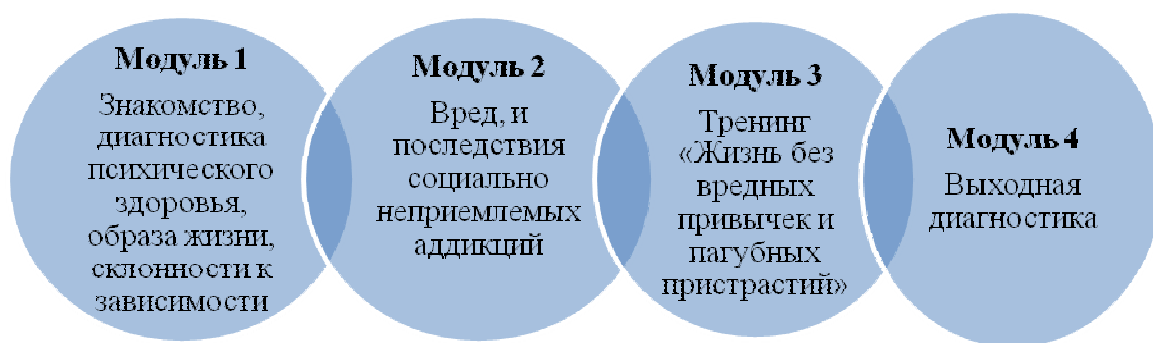 Модуль 1
Знакомство,
диагностика
психического
здоровья,
образа жизни,
склонности к
зависимости
Модуль 2
Вред, и
последствия
социально
неприемлемых
аддикций
Модуль 3
Тренинг
«Жизнь без
вредных
привычек и
пагубных
пристрастий»
Модуль 4
Выходная
диагностика